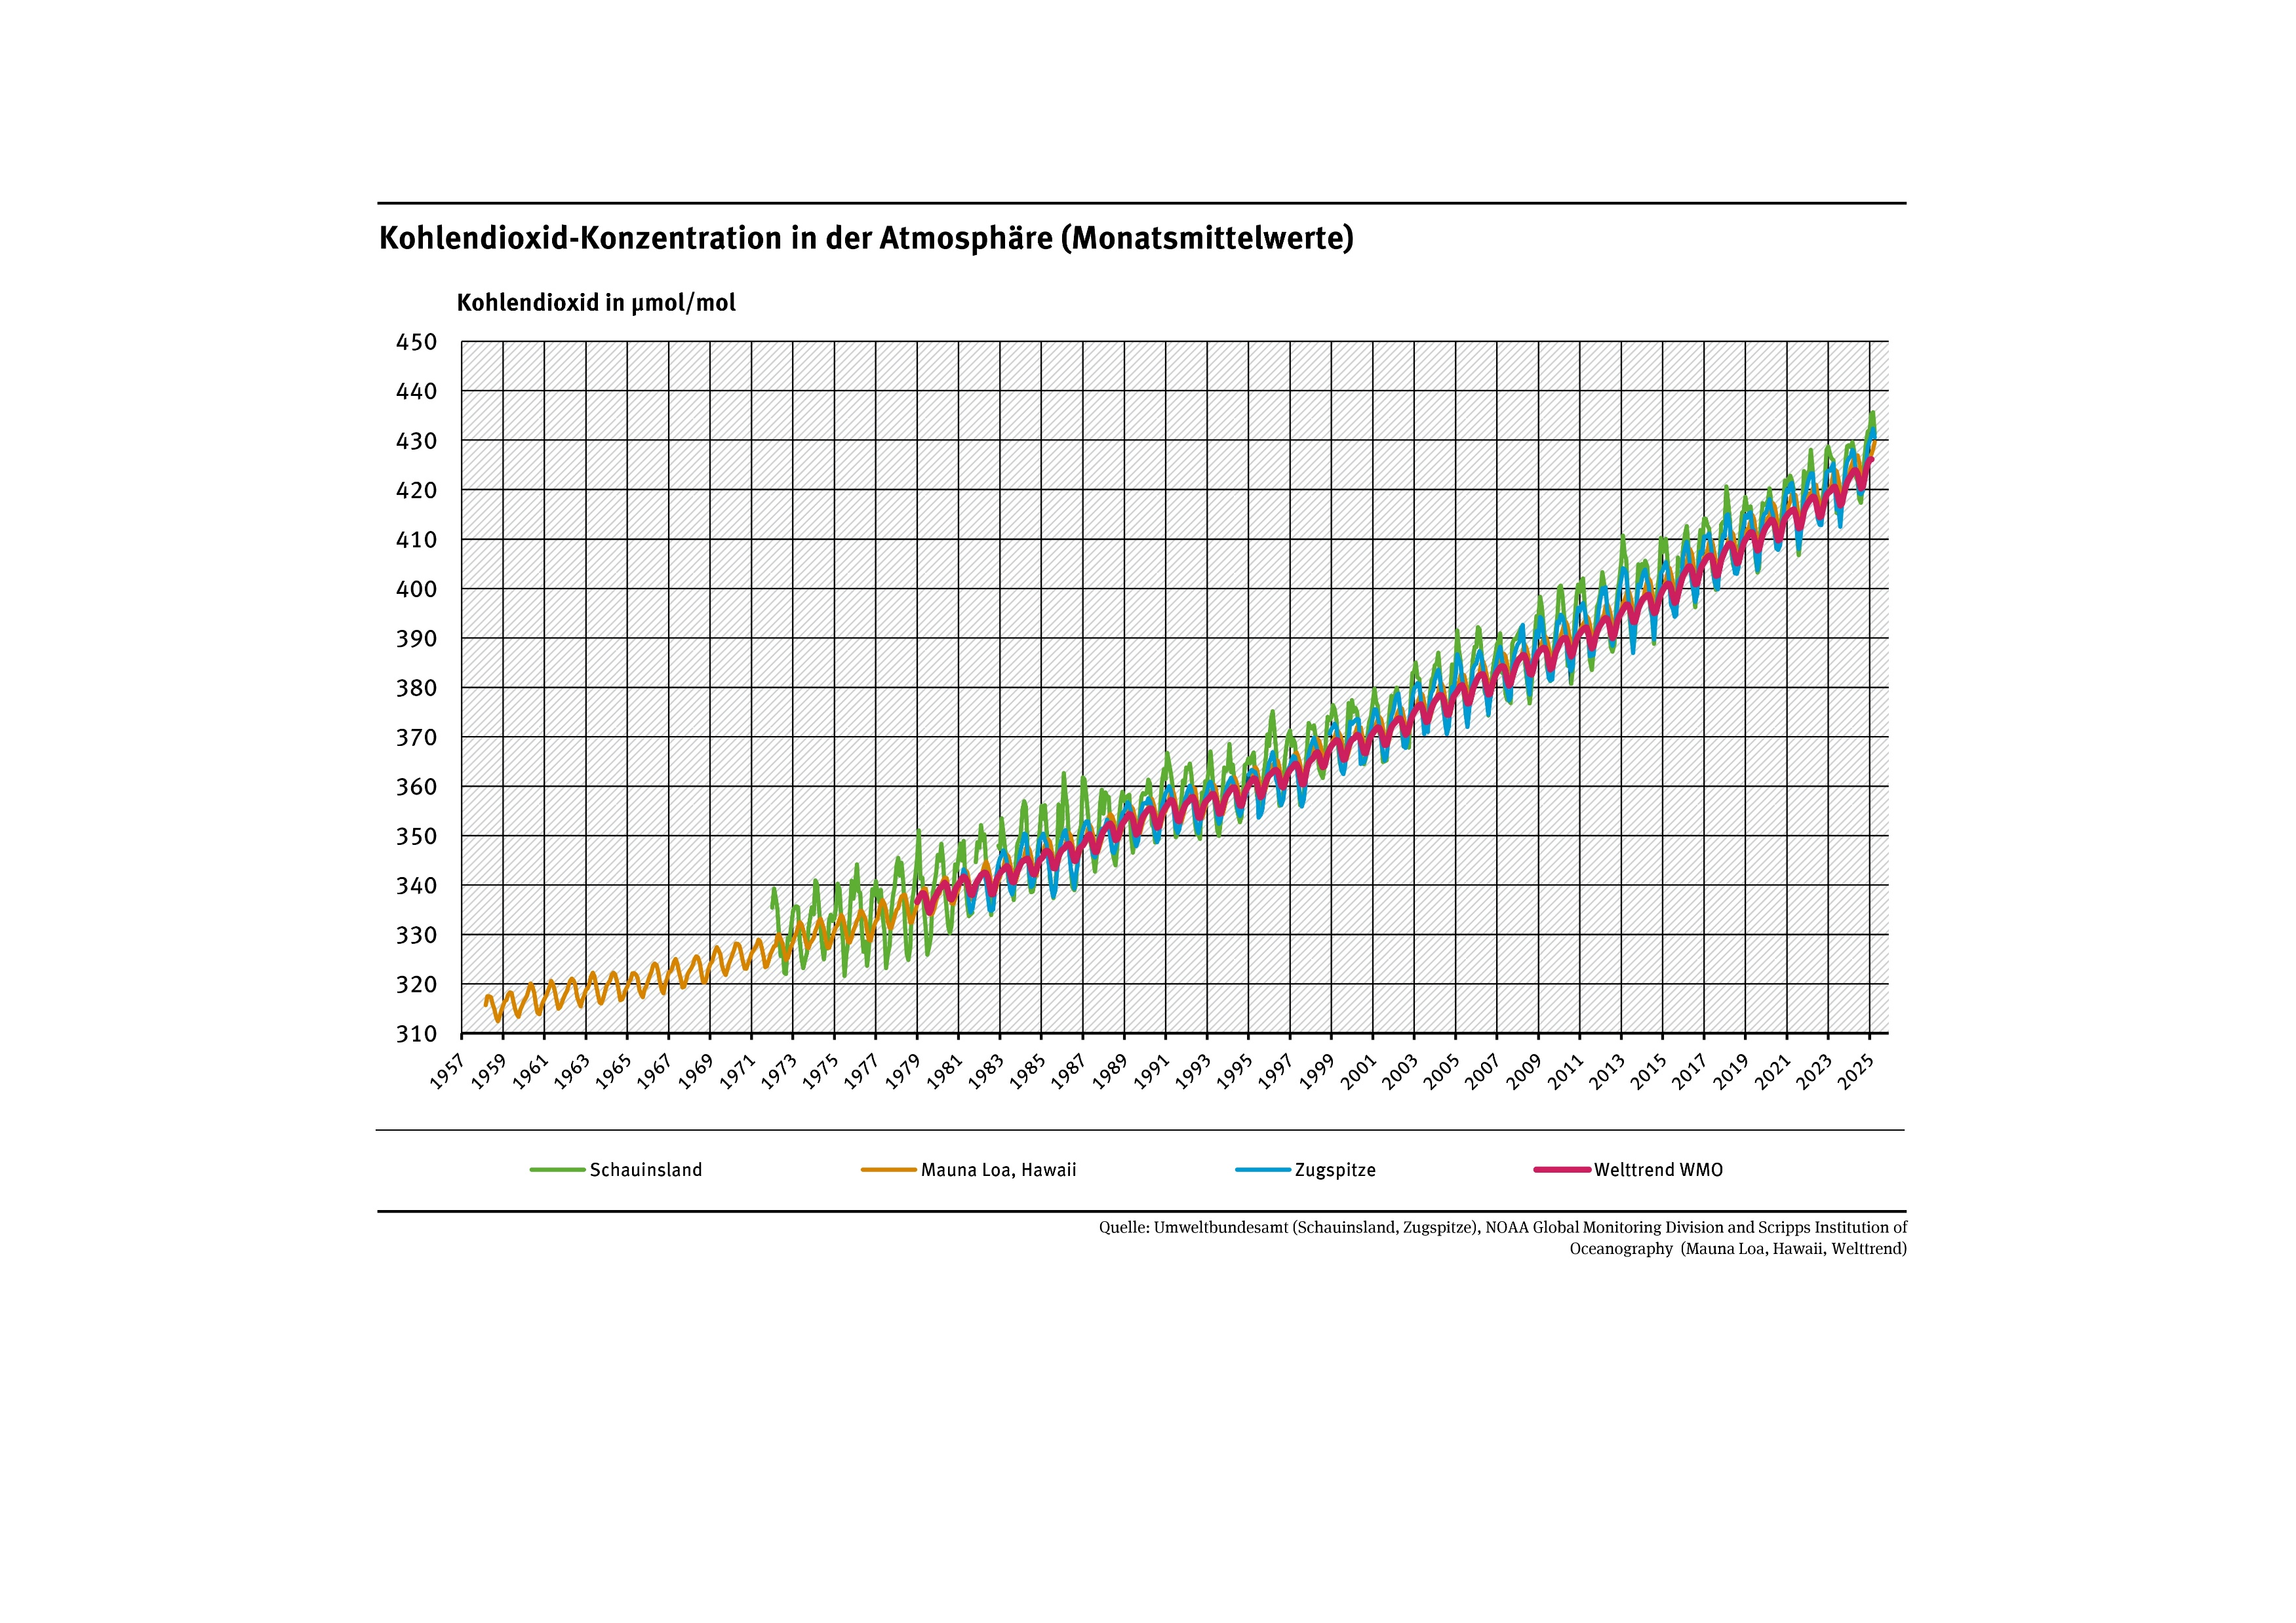 Kohlendioxid-Konzentration in der Atmosphäre (Monatsmittelwerte)
Kohlendioxid in µmol/mol
450
440
430
420
410
400
390
380
370
360
350
340
330
320
310
1957 1959 1961 1963 1965 1967 1969 1971 1973 1975 1977 1979 1981 1983 1985 1987 1989 1991 1993 1995 1997 1999 2001 2003 2005 2007 2009 2011 2013 2015 2017 2019 2021 2023 2025
Schauinsland Mauna Loa, Hawaii Zugspitze Welttrend WMO
Quelle: Umweltbundesamt (Schauinsland, Zugspitze), NOAA Global Monitoring Division and Scripps Institution of
Oceanography (Mauna Loa, Hawaii, Welttrend)